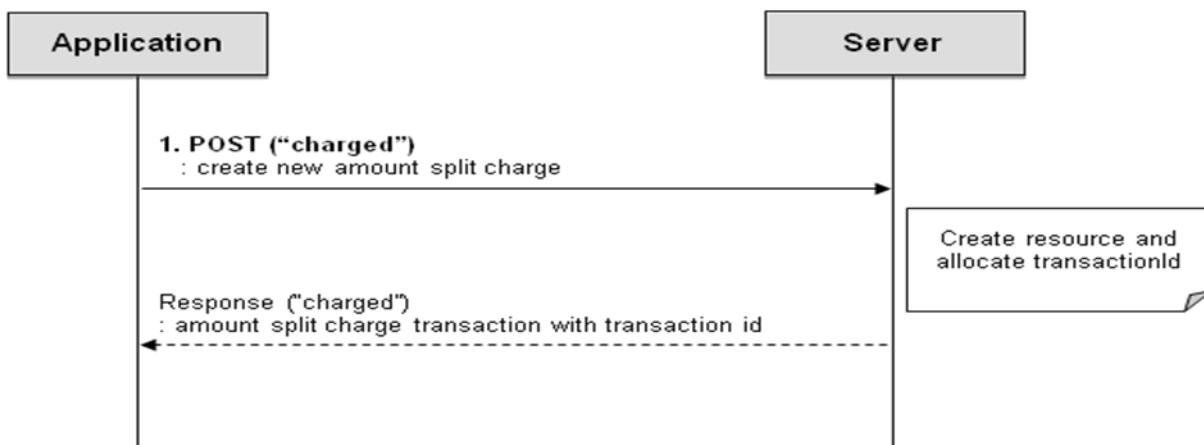 Application
Server
1. POST (“charged”)
: create new amount split charge
Create resource and
allocate transactionId
Response ("charged")
: amount split charge transaction with transaction id